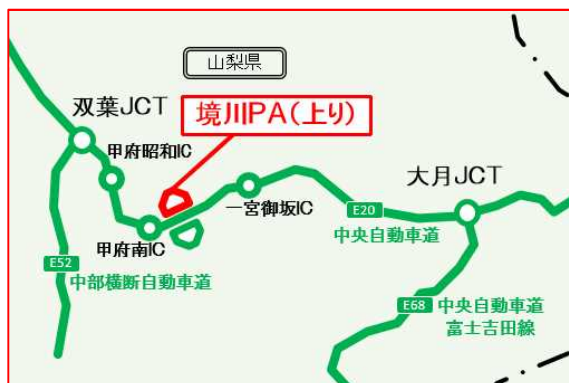 山梨県
双葉JCT
境川PA(上り)
甲府昭和IC
大月JCT
一宮御坂IC
E20
甲府南IC
中央自動車道
E52
中部横断自動車道
E68
中央自動車道
富士吉田線